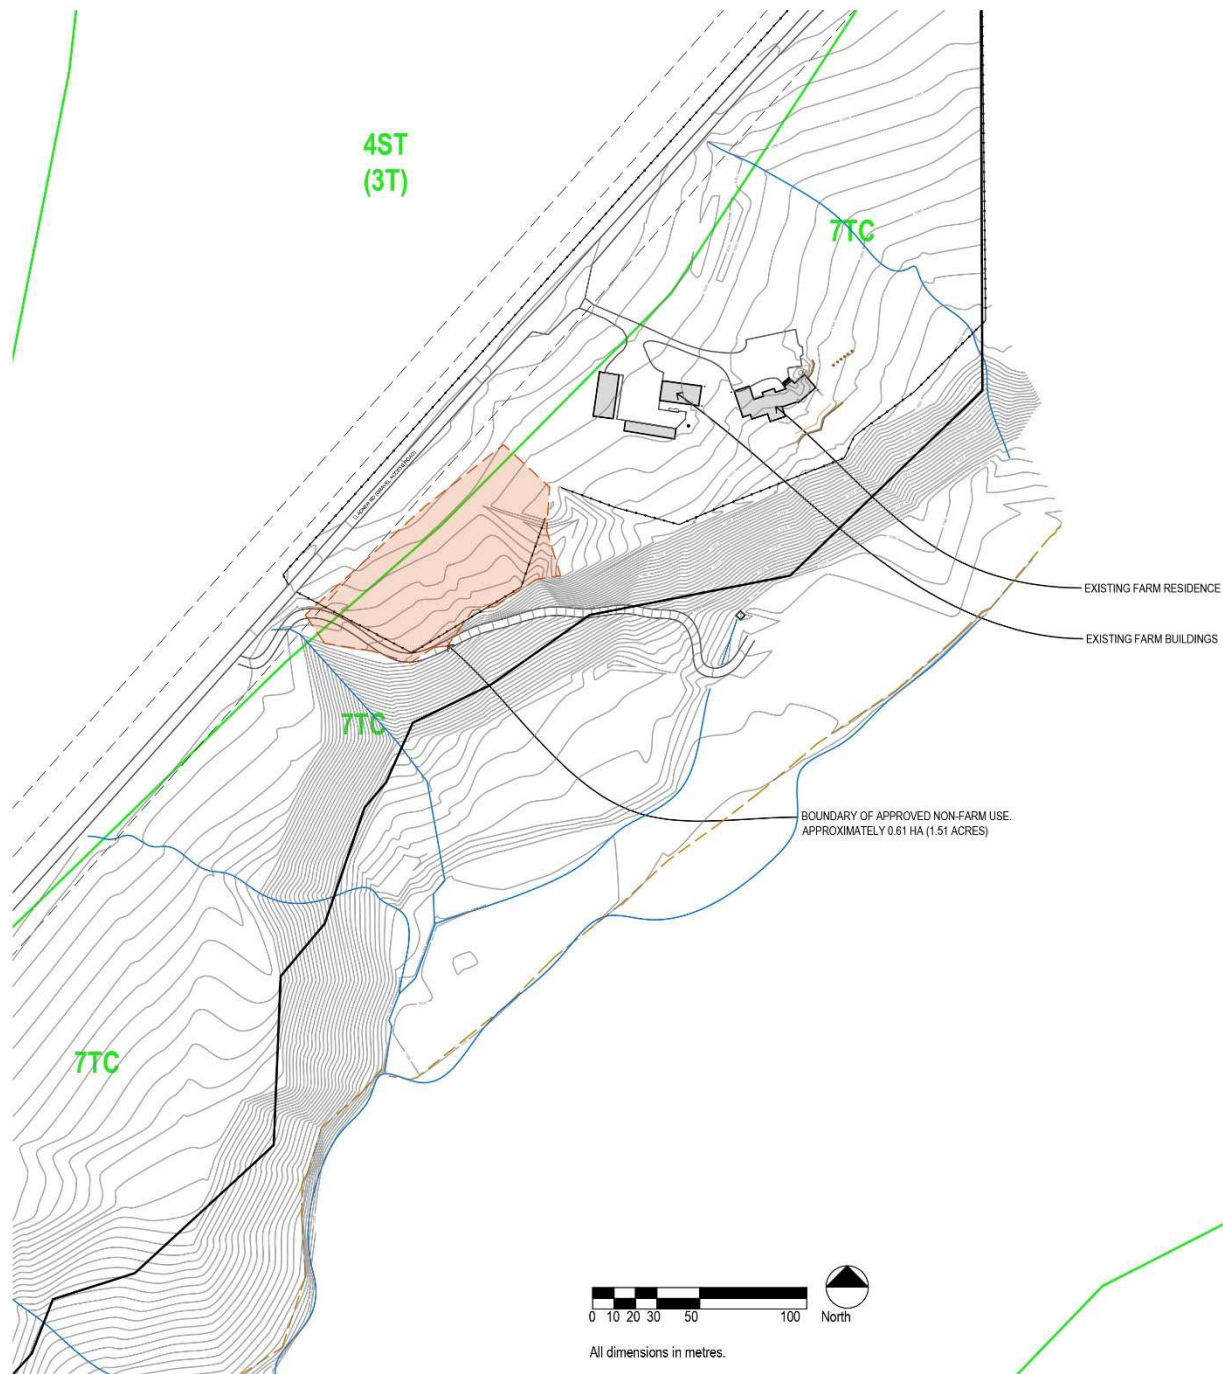 4ST
(3T)
7TC
EXISTING FARM RESIDENCE
EXISTING FARM BUILDINGS
7TC
BOUNDARY OF APPROVED NON-FARM USE.
APPROXIMATELY 0.61 HA (1.51 ACRES)
7TC
0 10 20 30 50 100
North
All dimensions in metres.